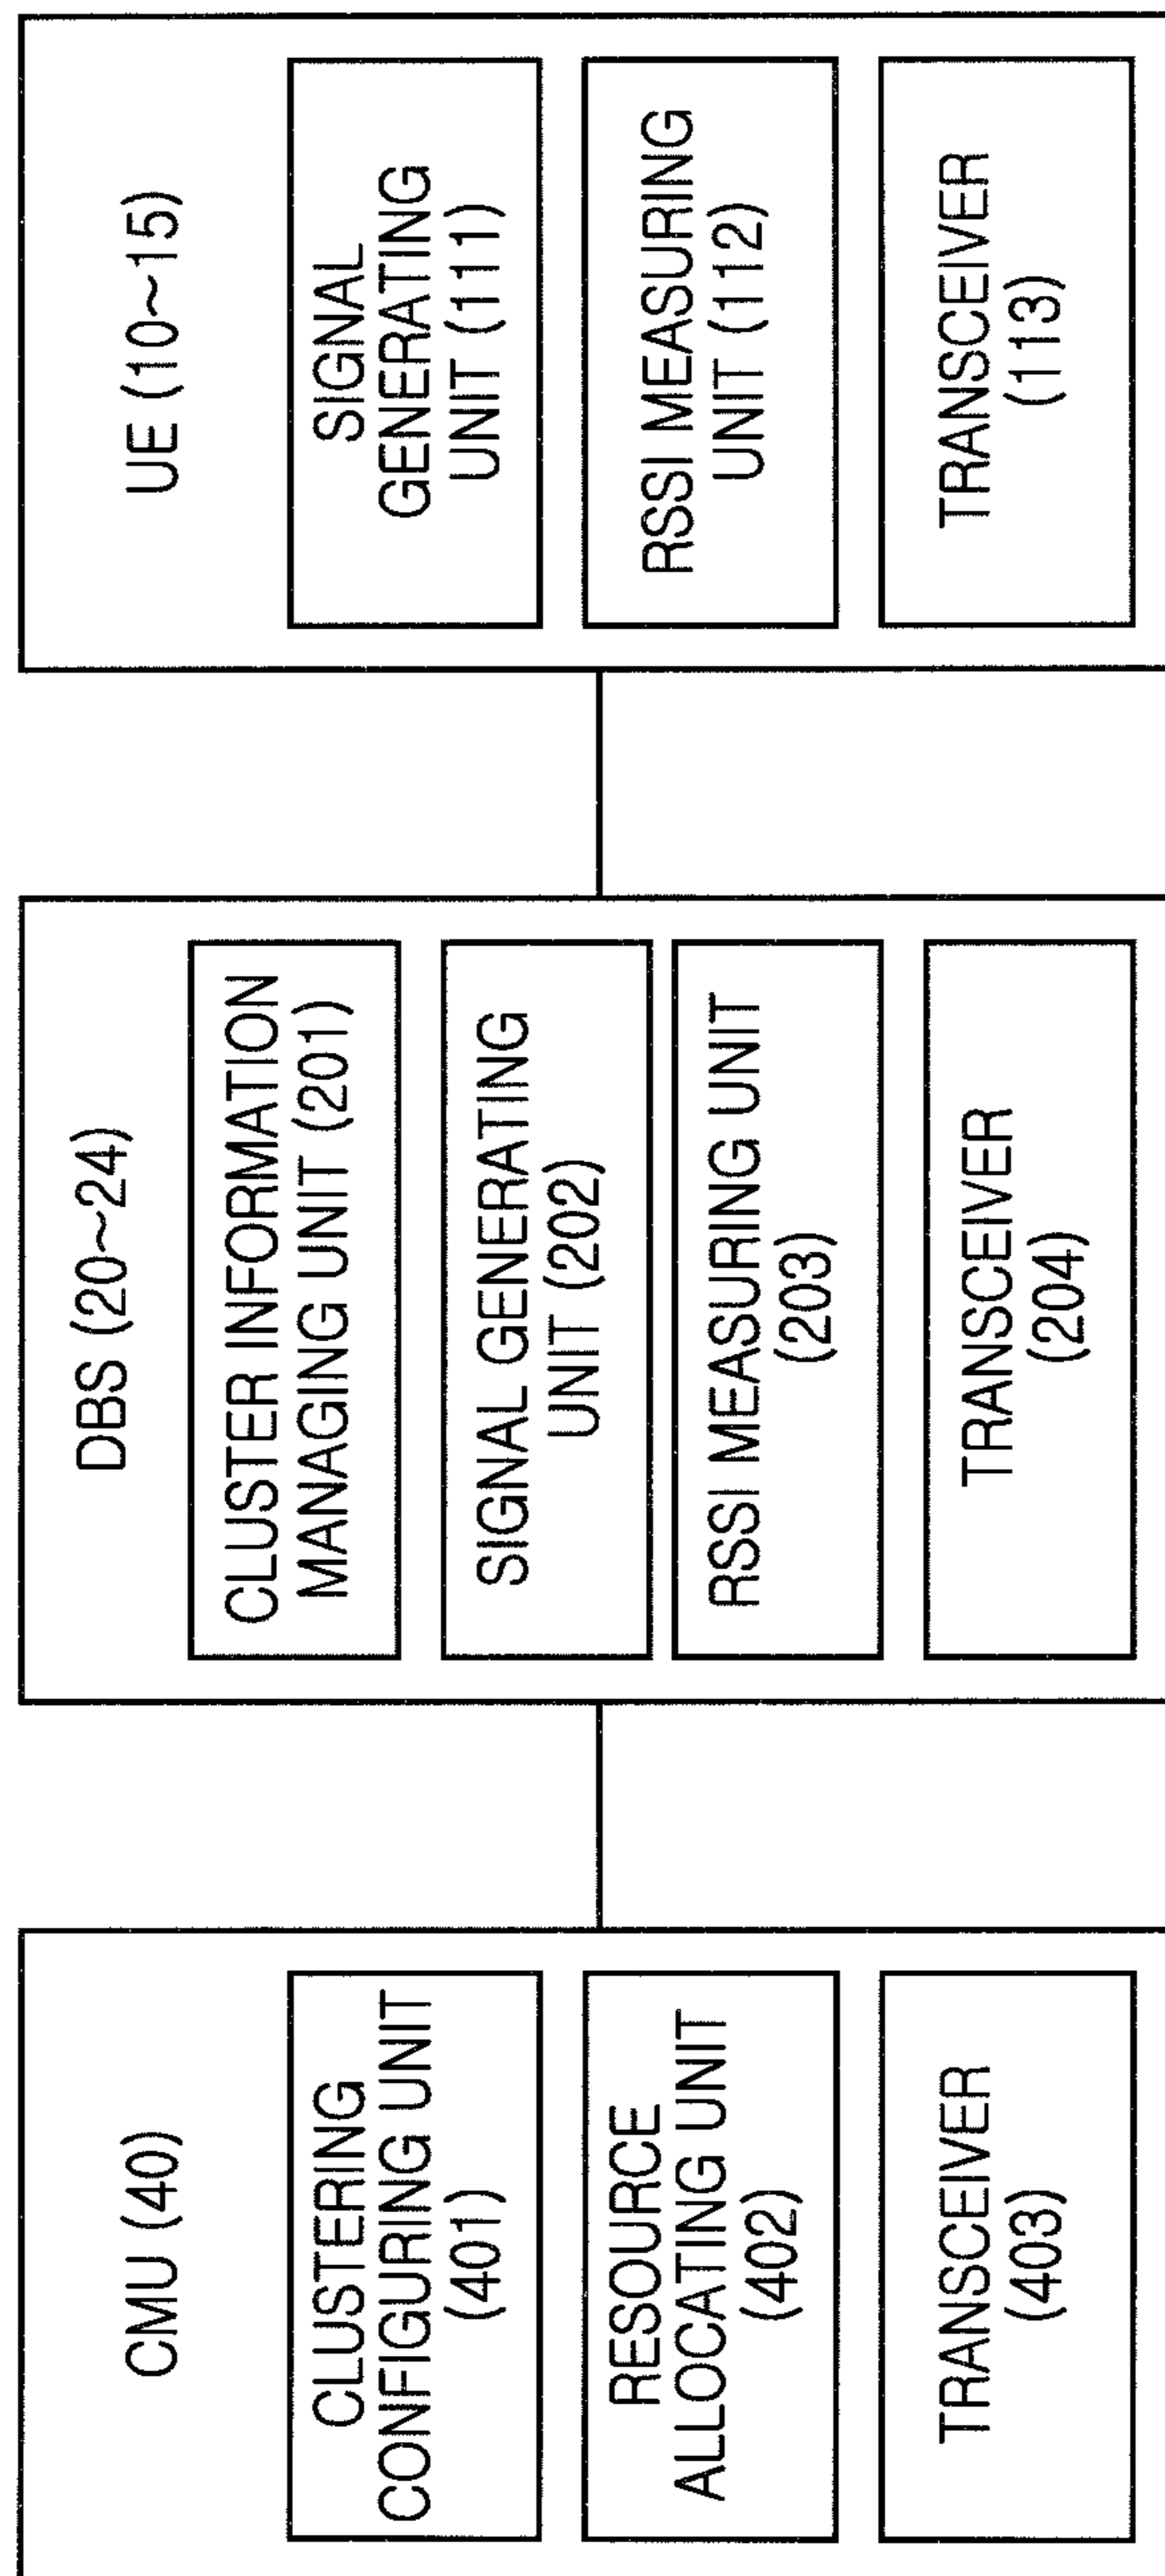 CMU (40)
CLUSTERING
CONFIGURING UNIT
(401)
RESOURCE
ALLOCATING UNIT
(402)
TRANSCEIVER
(403)
DBS (20~24)
CLUSTER INFORMATION
MANAGING UNIT (201)
SIGNAL GENERATING
UNIT (202)
RSSI MEASURING UNIT
(203)
TRANSCEIVER
(204)
UE (10~15)
SIGNAL
GENERATING
UNIT (111)
RSSI MEASURING
UNIT (112)
TRANSCEIVER
(113)